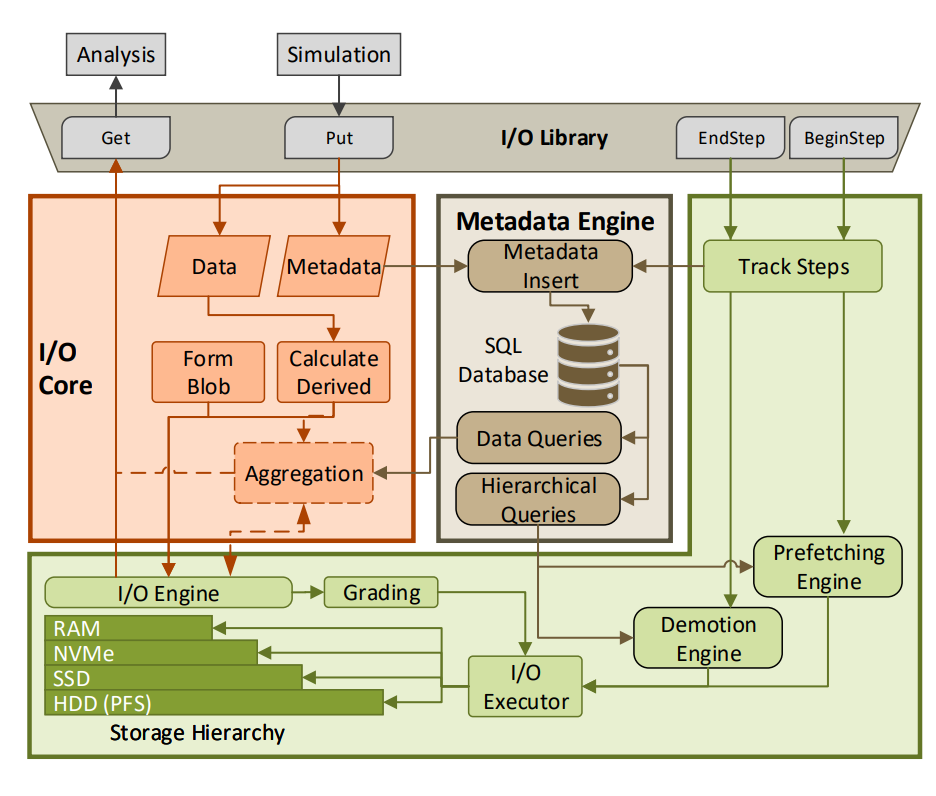 Analysis
Simulation
Get
Put
I/O Library
EndStep
BeginStep
Metadata Engine
Data
Metadata
Metadata
Insert
Track Steps
I/O
Core
Form
Blob
Calculate
Derived
SQL
Database
Data Queries
Aggregation
Hierarchical
Queries
Prefetching
Engine
I/O Engine
Grading
Demotion
Engine
RAM
NVMe
SSD
HDD (PFS)
I/O
Executor
Storage Hierarchy